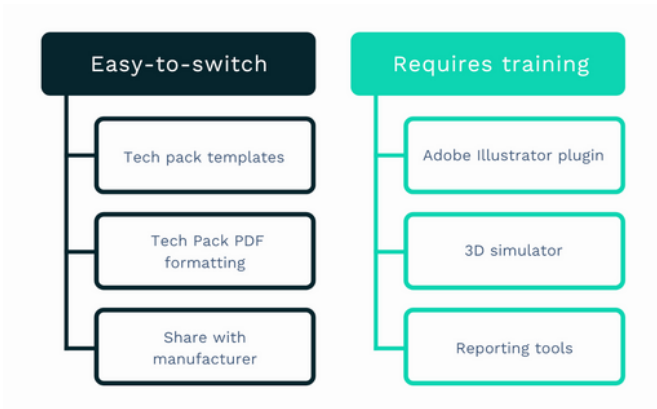 Easy-to-switch
Tech pack templates
Tech Pack PDF
formatting
Share with
manufacturer
Requires training
Adobe Illustrator plugin
3D simulator
Reporting tools